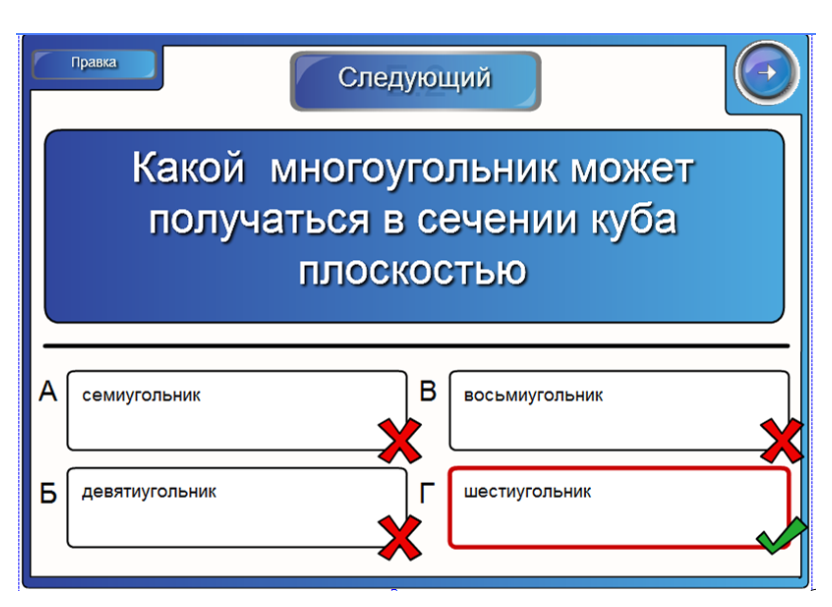 Правка
Следующий
Какой многоугольник может
получаться в сечении куба
плоскостью
А
семиугольник
В
восьмиугольник
Б
девятиугольник
Г
шестиугольник